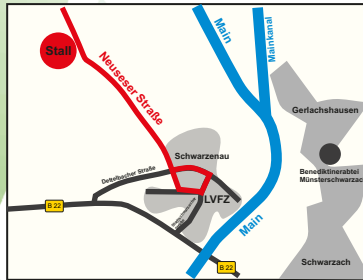 Main
Mainkanal
Stall
Neuseser Straße
Gerlachshausen
Schwarzenau
Benediktinerabtei
Münsterschwarzach
Dettelbacher Straße
LVFZ
B 22
Main
B 22
Schwarzach